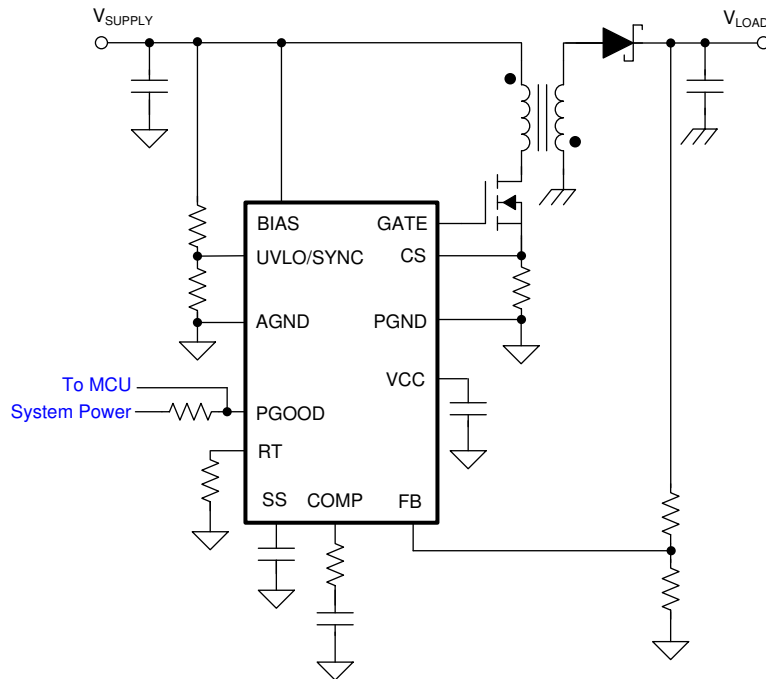 VSUPPLY
VLOAD
BIAS
GATE
UVLO/SYNC
CS
AGND
PGND
VCC
To MCU
System Power
PGOOD
RT
SS
COMP
FB